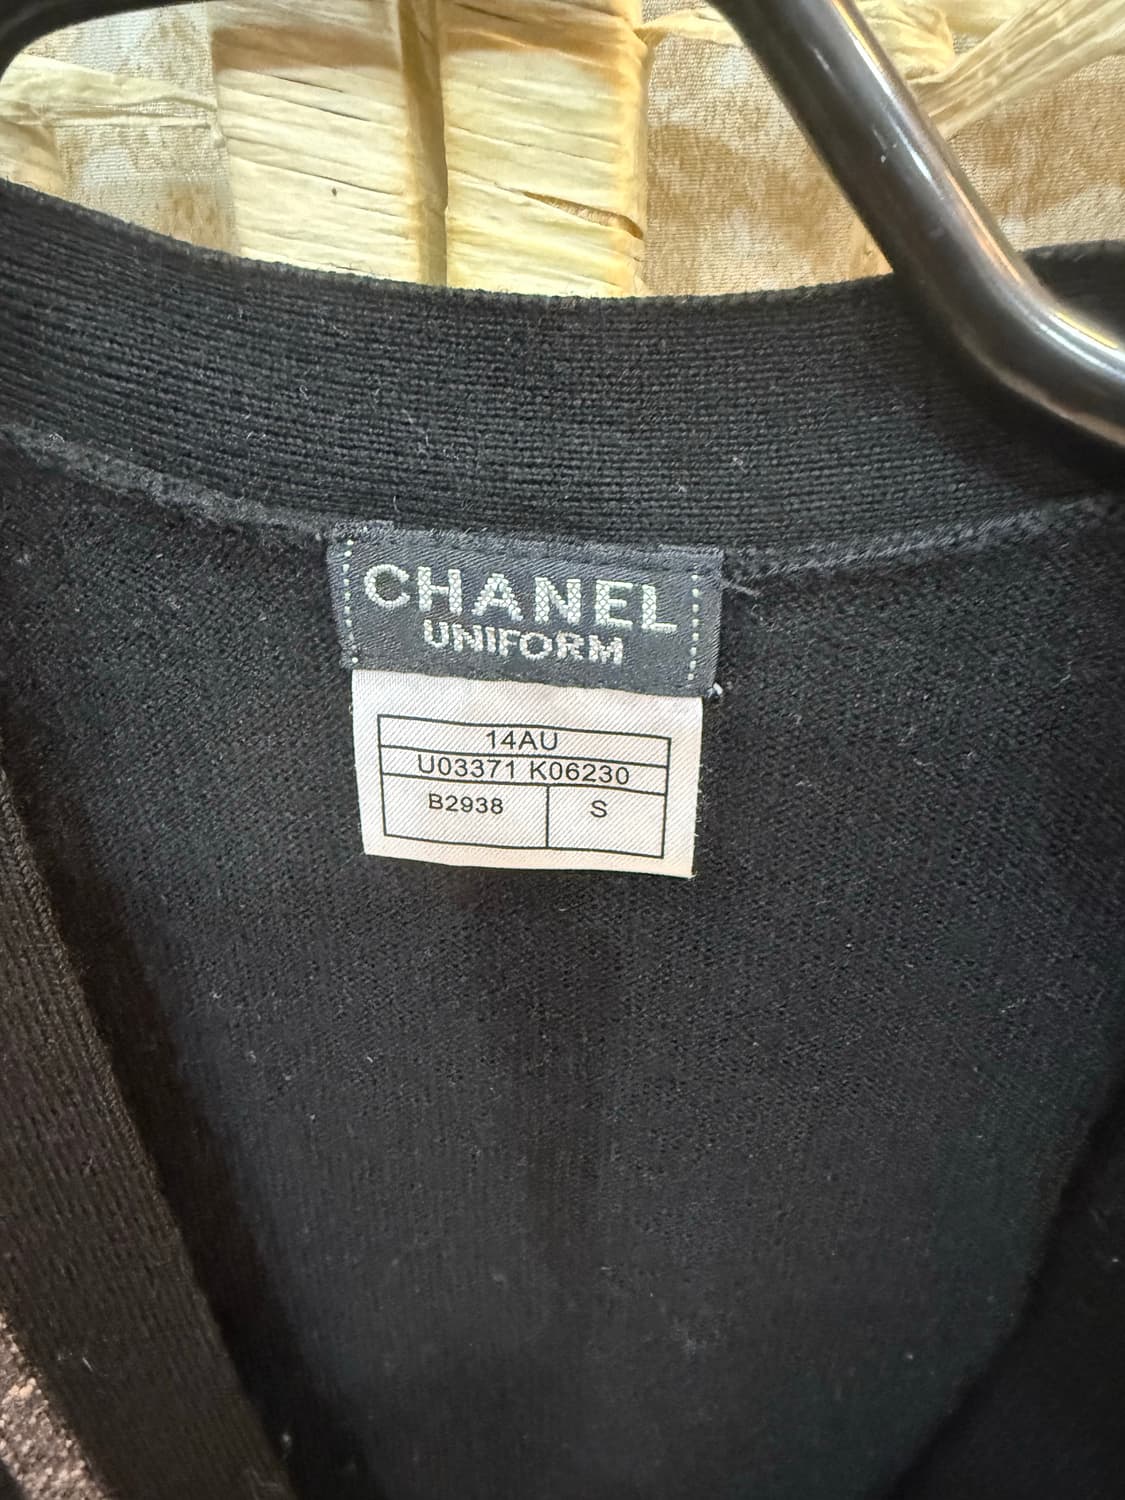 CHANEL
UNIFORM
14AU
U03371 K06230
B2938 S